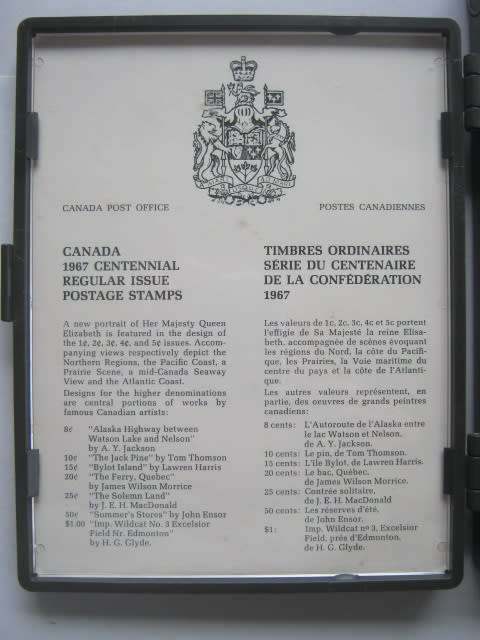 CANADA POST OFFICE
POSTES CANADIENNES
CANADA
1967 CENTENNIAL
REGULAR ISSUE
POSTAGE STAMPS
A new portrait of Her Majesty Queen
Elizabeth is featured in the design of
the 1¢, 2¢, 3¢, 4¢, and 5¢ issues. Accom-
panying views respectively depict the
Northern Regions, the Pacific Coast, a
Prairie Scene, a mid-Canada Seaway
View and the Atlantic Coast.
Designs for the higher denominations
are central portions of works by
famous Canadian artists:
8¢ "Alaska Highway between
Watson Lake and Nelson"
by A. Y. Jackson
10¢ "The Jack Pine" by Tom Thomson
15¢ "Bylot Island" by Lawren Harris
20¢ "The Ferry, Quebec"
by James Wilson Morrice
25¢ "The Solemn Land"
by J. E. H. MacDonald
50¢ "Summer's Stores" by John Ensor
$1.00 "Imp. Wildcat No. 3 Excelsior
Field Nr. Edmonton"
by H. G. Glyde.
TIMBRES ORDINAIRES
SÉRIE DU CENTENAIRE
DE LA CONFÉDÉRATION
1967
Les valeurs de 1c, 2c, 3c, 4c et 5c portent
l'effigie de Sa Majesté la reine Elisa-
beth, accompagnée de scènes évoquant
les régions du Nord, la côte du Pacifi-
que, les Prairies, la Voie maritime du
centre du pays et la côte de l'Atlanti-
que.
Les autres valeurs représentent, en
partie, des oeuvres de grands peintres
canadiens:
8 cents: L'Autoroute de l'Alaska entre
le lac Watson et Nelson,
de A. Y. Jackson.
10 cents: Le pin, de Tom Thomson.
15 cents: L'île Bylot, de Lawren Harris.
20 cents: Le bac, Québec,
de James Wilson Morrice.
25 cents: Contrée solitaire,
de J. E. H. MacDonald
50 cents: Les réserves d'été,
de John Ensor.
$1: Imp. Wildcat nº 3, Excelsior
Field, près d'Edmonton,
de H. G. Glyde.